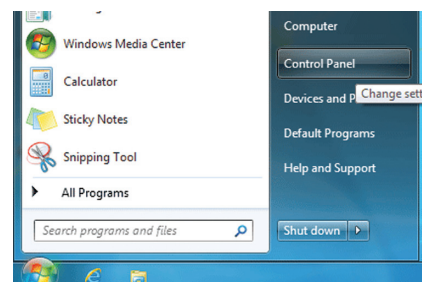 Windows Media Center
Calculator
Sticky Notes
Snipping Tool
All Programs
Search programs and files
Computer
Control Panel
Devices and P
Change sett
Default Programs
Help and Support
Shut down